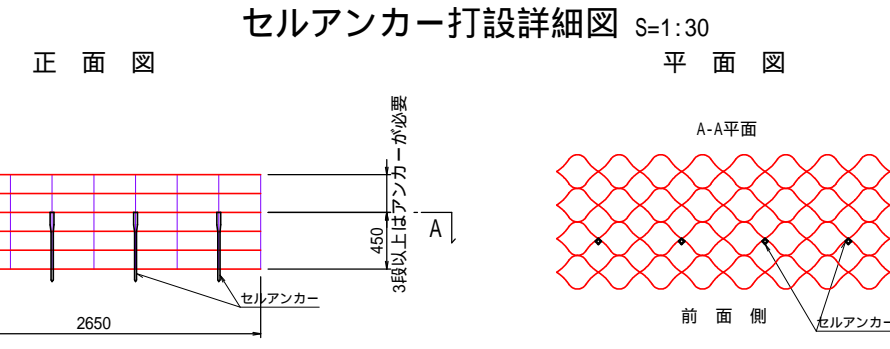 セルアンカー打設詳細図 S=1:30
正面図
平面図
A-A平面
3段以上はアンカーが必要
450
A
セルアンカー
2650
前面側
セルアンカー